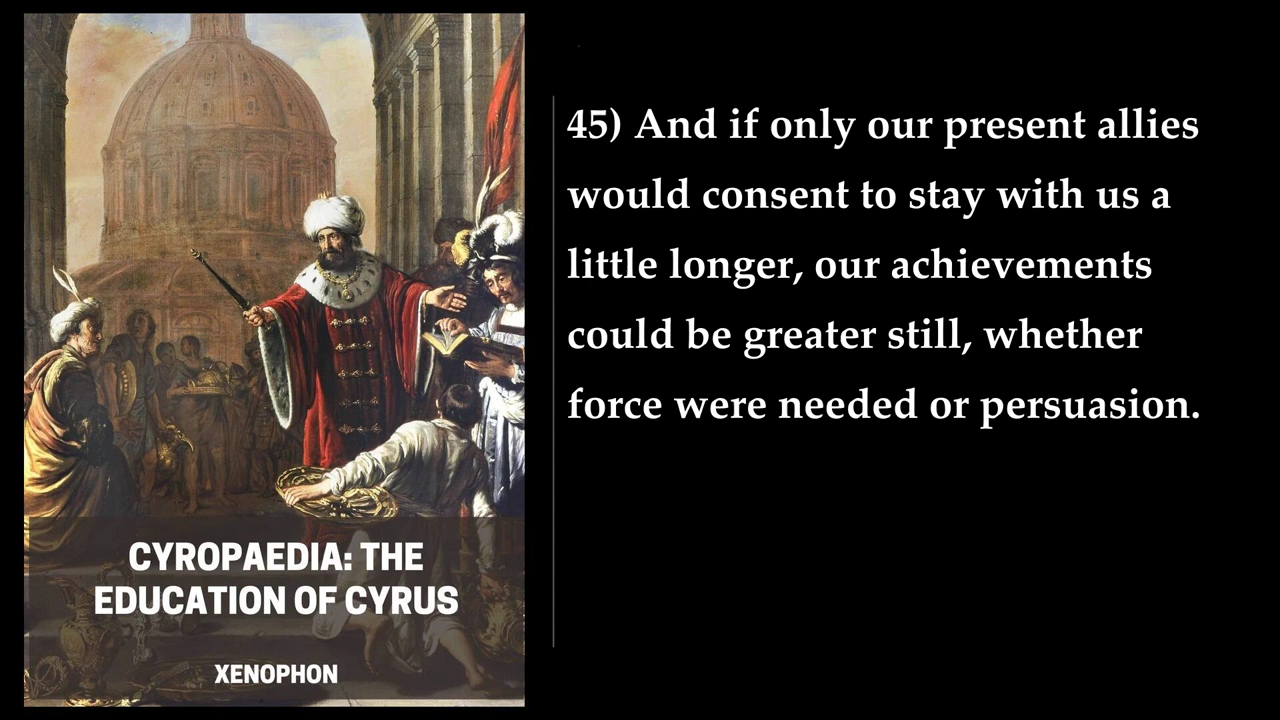 CYROPAEDIA: THE
EDUCATION OF CYRUS
XENOPHON
45) And if only our present allies
would consent to stay with us a
little longer, our achievements
could be greater still, whether
force were needed or persuasion.